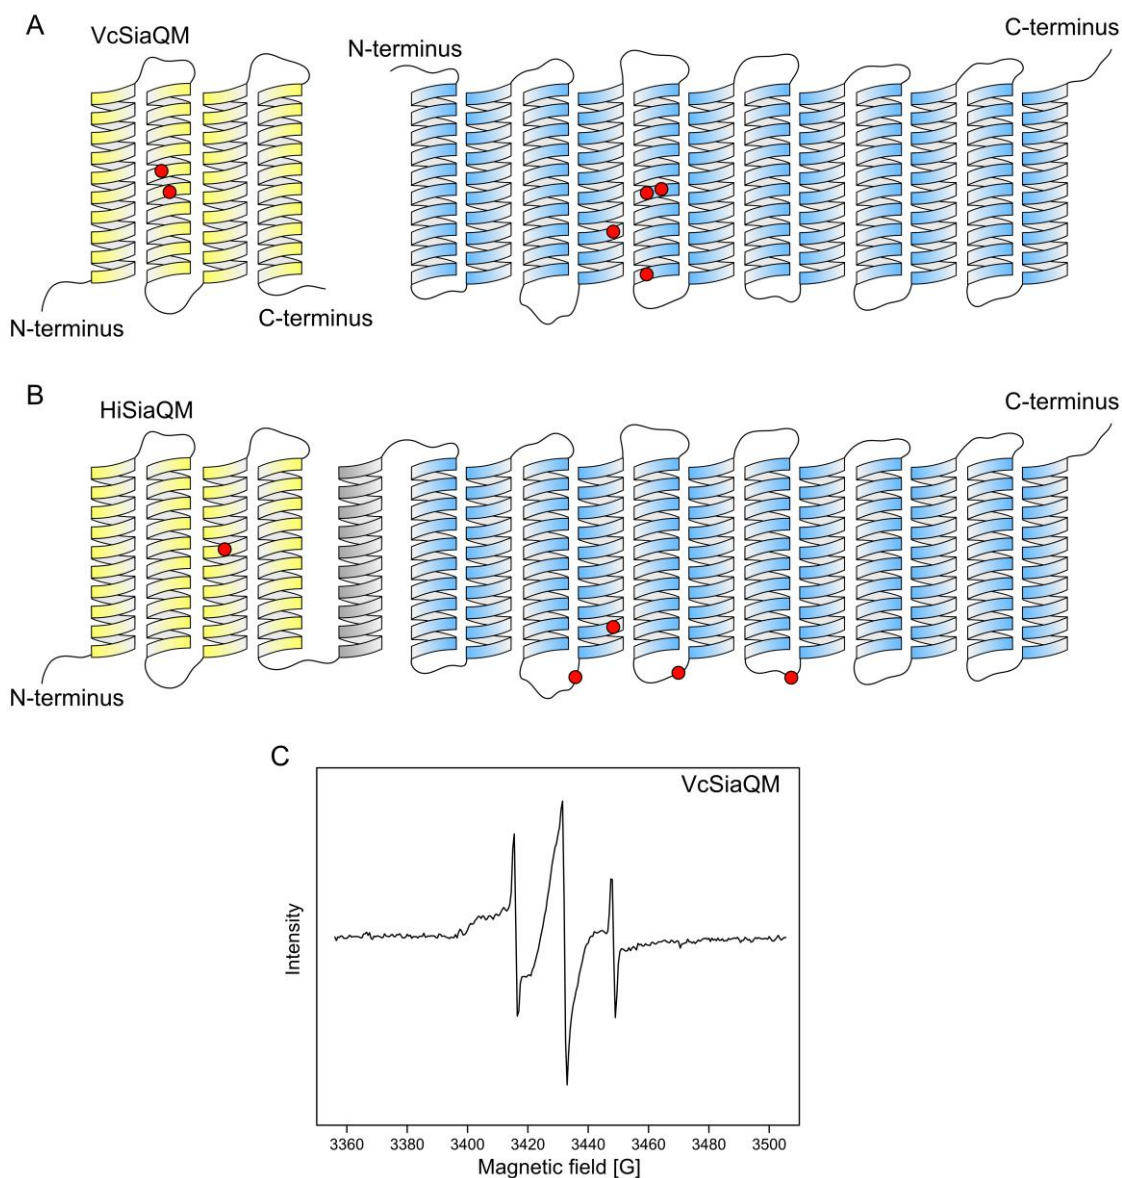 A
VcSiaQM
N-terminus
C-terminus
N-terminus
C-terminus
B
HiSiaQM
C-terminus
N-terminus
C
VcSiaQM
Intensity
3360 3380 3400 3420 3440 3460 3480 3500
Magnetic field [G]